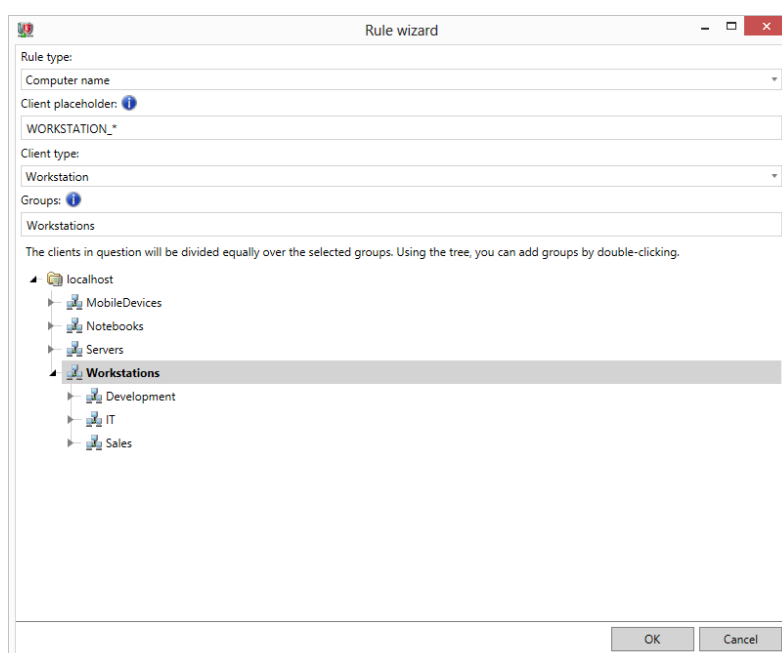 Rule wizard
Rule type:
Computer name
Client placeholder:
WORKSTATION_*
Client type:
Workstation
Groups:
Workstations
The clients in question will be divided equally over the selected groups. Using the tree, you can add groups by double-clicking.
localhost
MobileDevices
Notebooks
Servers
Workstations
Development
IT
Sales
OK Cancel